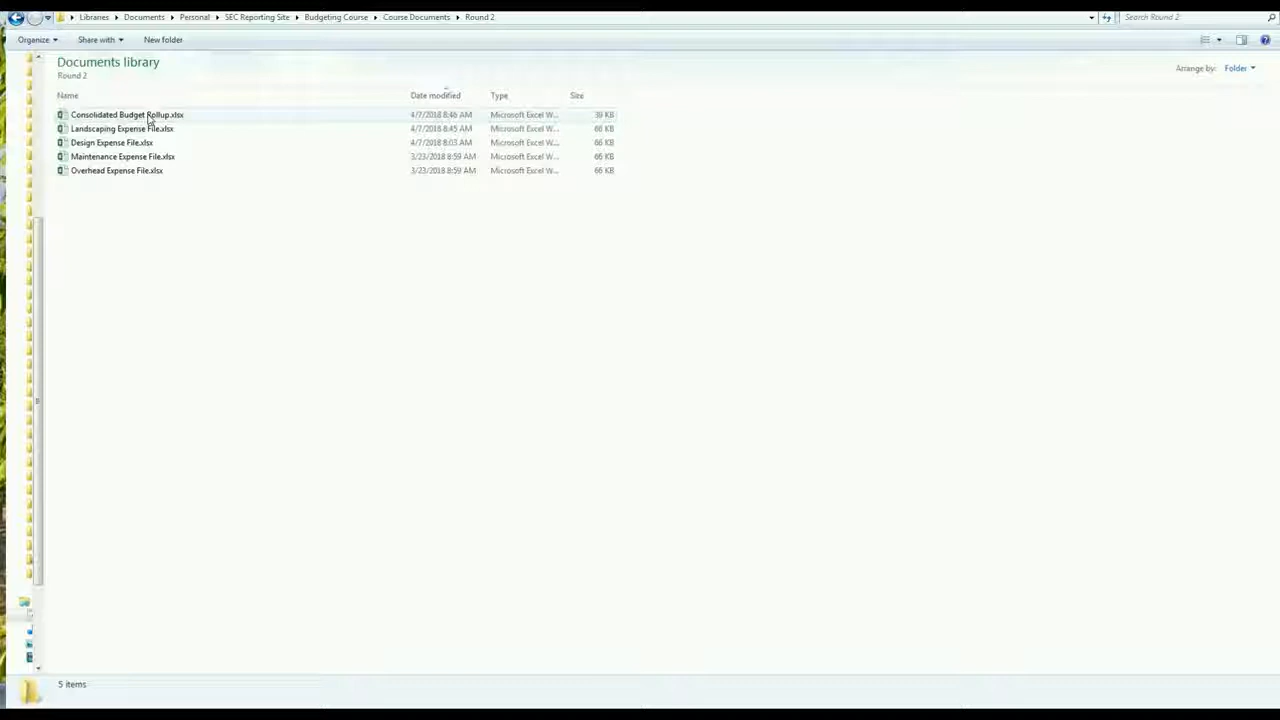 Libraries Documents Personal SEC Reporting Site Budgeting Course Course Documents Round 2 Search Round 2
Organize Share with New folder
Documents library
Round 2
Arrange by: Folder
Name Date modified Type Size
Consolidated Budget Rollup.xlsx 4/7/2018 8:46 AM Microsoft Excel W... 39 KB
Landscaping Expense File.xlsx 4/7/2018 8:45 AM Microsoft Excel W... 66 KB
Design Expense File.xlsx 4/7/2018 8:03 AM Microsoft Excel W... 66 KB
Maintenance Expense File.xlsx 3/23/2018 8:59 AM Microsoft Excel W... 66 KB
Overhead Expense File.xlsx 3/23/2018 8:59 AM Microsoft Excel W... 66 KB
5 items